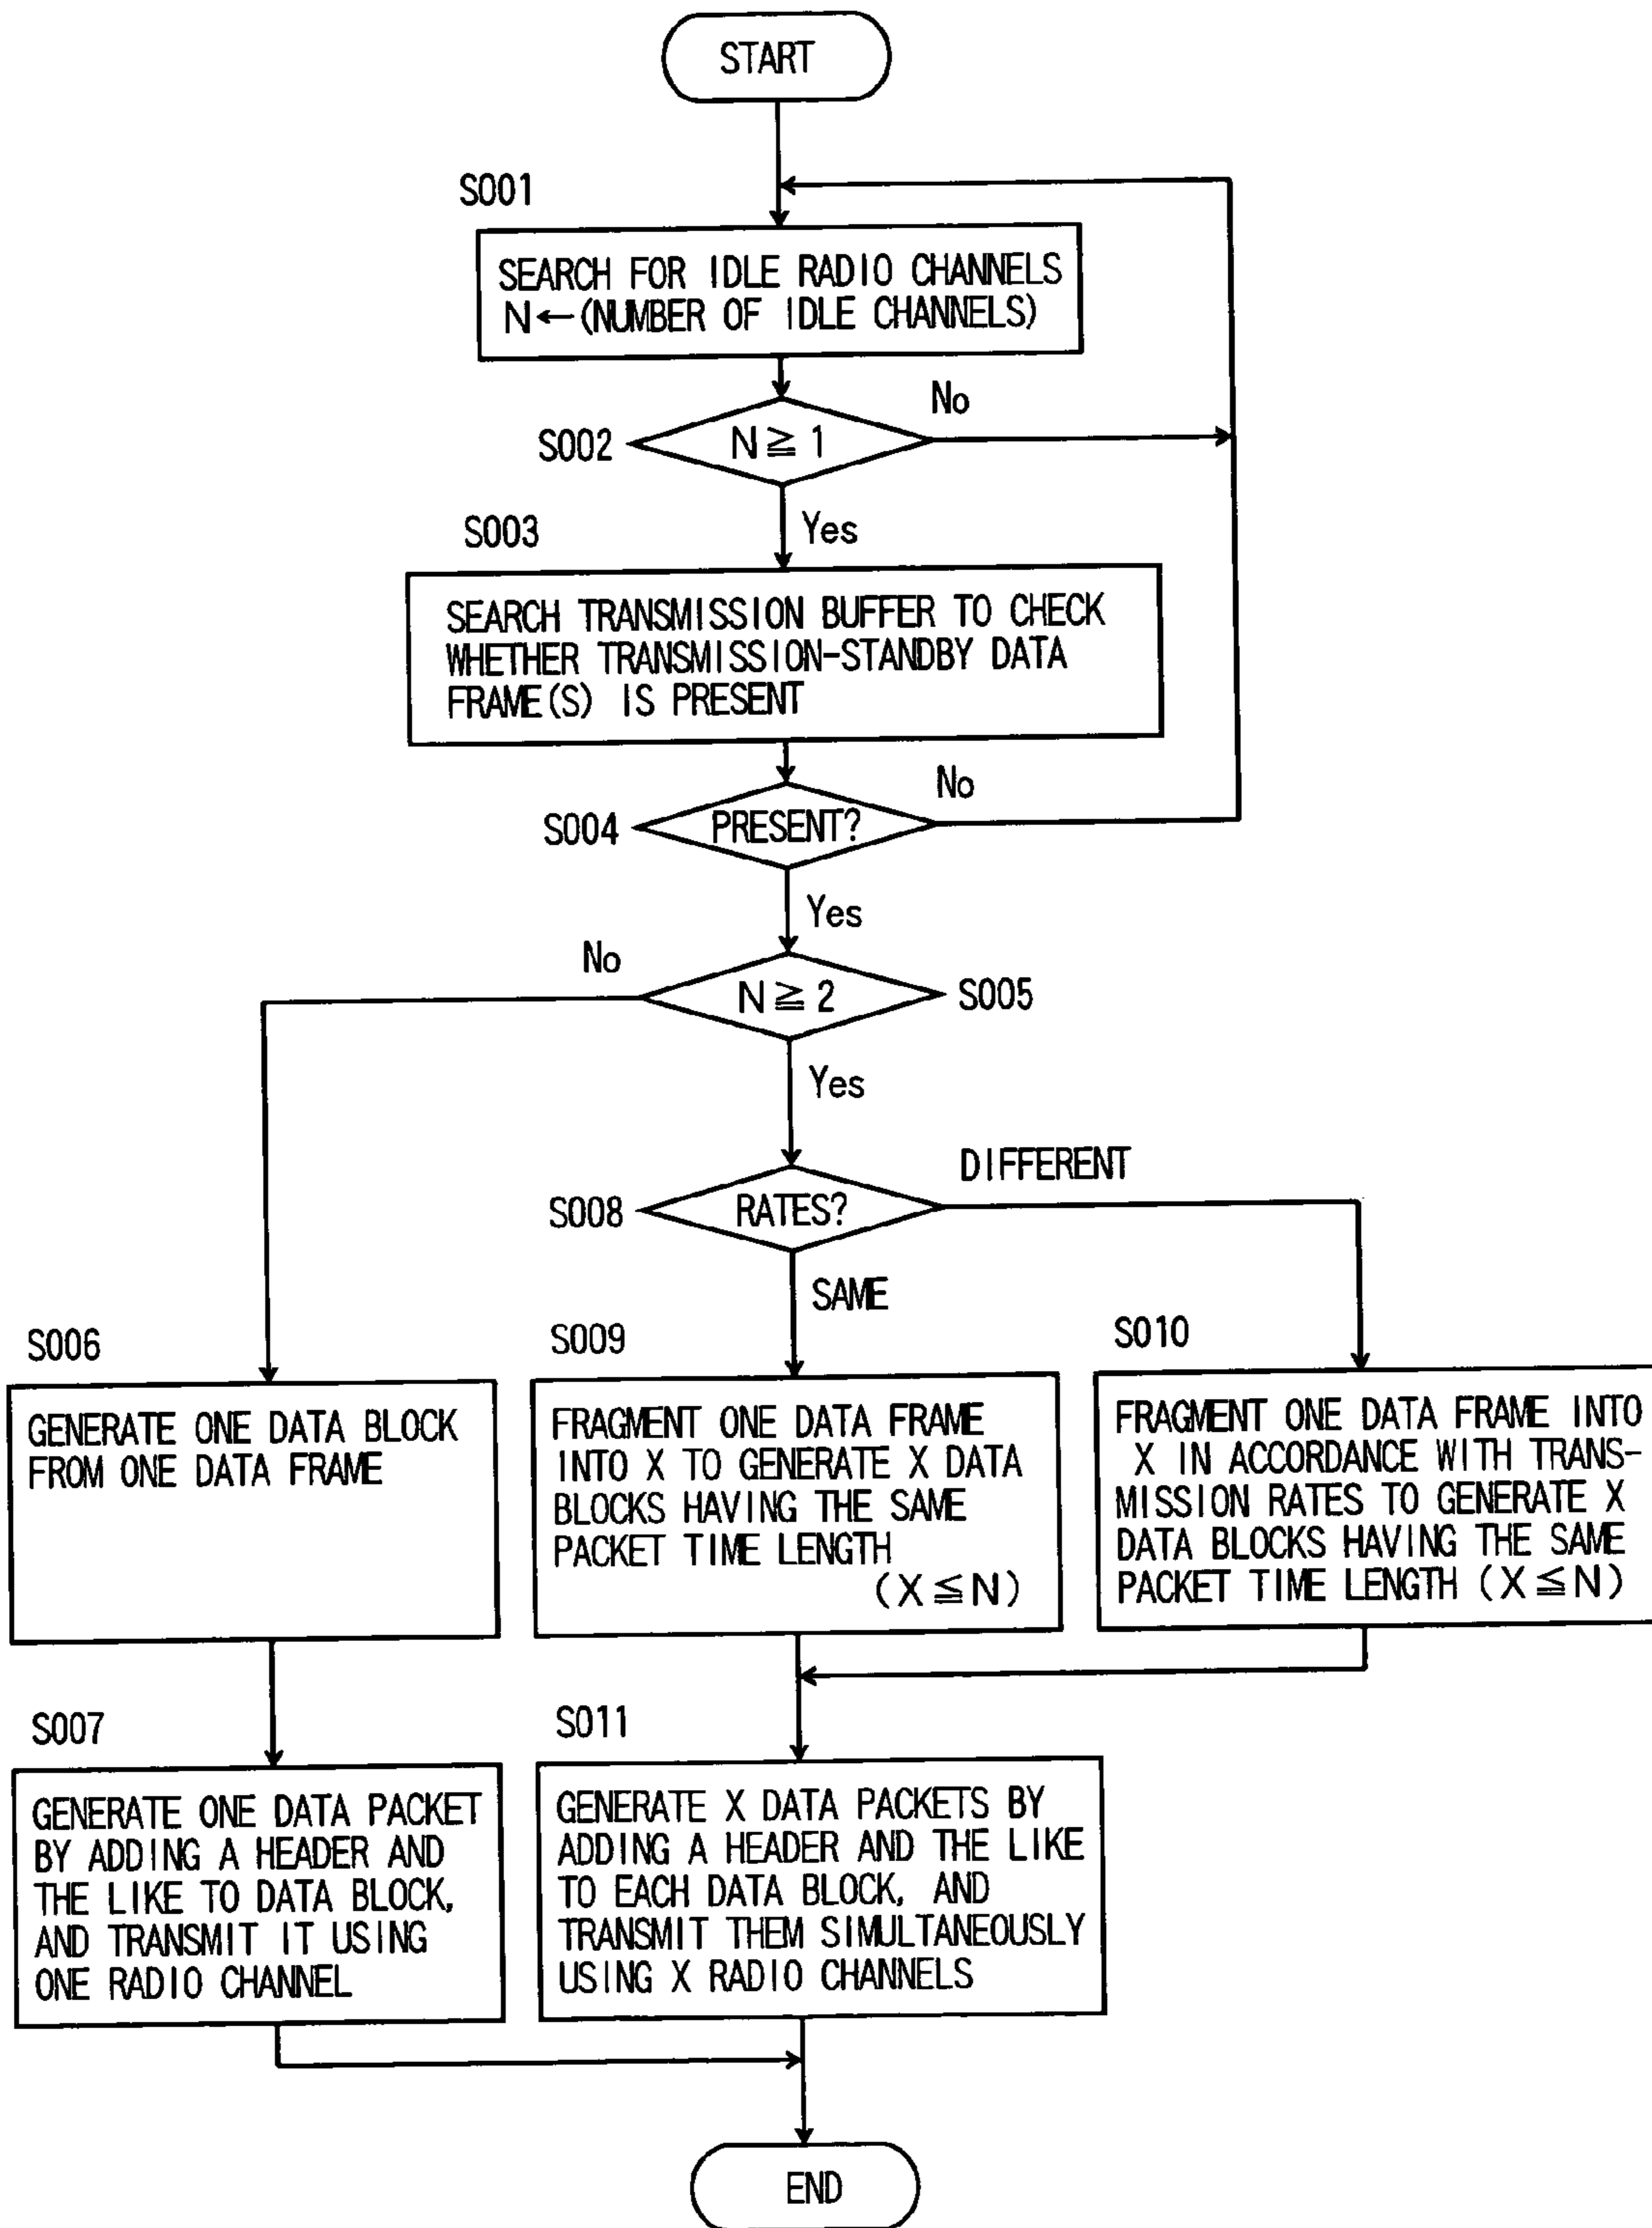 START
S001
SEARCH FOR IDLE RADIO CHANNELS
N←(NUMBER OF IDLE CHANNELS)
No
S002
N≧1
Yes
S003
SEARCH TRANSMISSION BUFFER TO CHECK
WHETHER TRANSMISSION-STANDBY DATA
FRAME(S) IS PRESENT
No
S004
PRESENT?
Yes
No
N≧2
S005
Yes
DIFFERENT
S008
RATES?
SAME
S006
GENERATE ONE DATA BLOCK
FROM ONE DATA FRAME
S009
FRAGMENT ONE DATA FRAME
INTO X TO GENERATE X DATA
BLOCKS HAVING THE SAME
PACKET TIME LENGTH
(X≦N)
S010
FRAGMENT ONE DATA FRAME INTO
X IN ACCORDANCE WITH TRANS-
MISSION RATES TO GENERATE X
DATA BLOCKS HAVING THE SAME
PACKET TIME LENGTH (X≦N)
S007
GENERATE ONE DATA PACKET
BY ADDING A HEADER AND
THE LIKE TO DATA BLOCK,
AND TRANSMIT IT USING
ONE RADIO CHANNEL
S011
GENERATE X DATA PACKETS BY
ADDING A HEADER AND THE LIKE
TO EACH DATA BLOCK, AND
TRANSMIT THEM SIMULTANEOUSLY
USING X RADIO CHANNELS
END